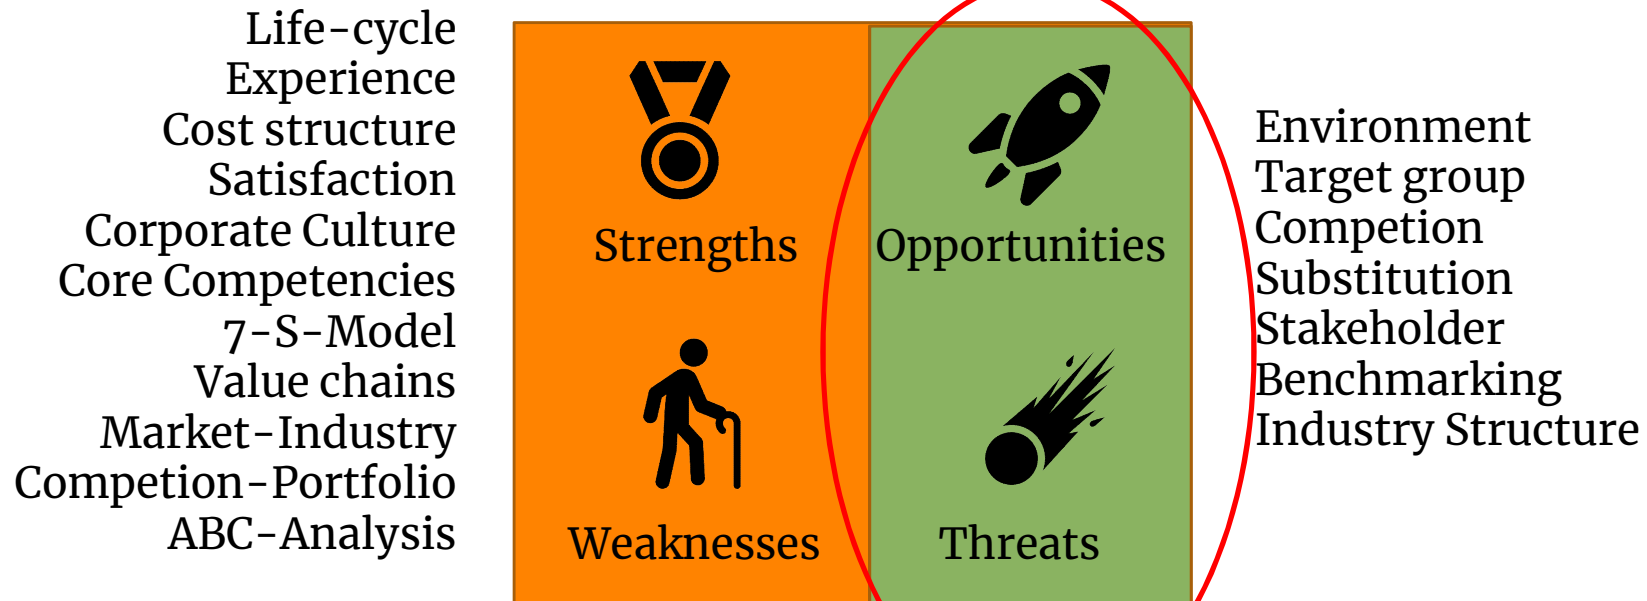 Life-cycle
Experience
Cost structure
Satisfaction
Corporate Culture
Core Competencies
7-S-Model
Value chains
Market-Industry
Competion-Portfolio
ABC-Analysis
Strengths
Opportunities
Weaknesses
Threats
Environment
Target group
Competion
Substitution
Stakeholder
Benchmarking
Industry Structure